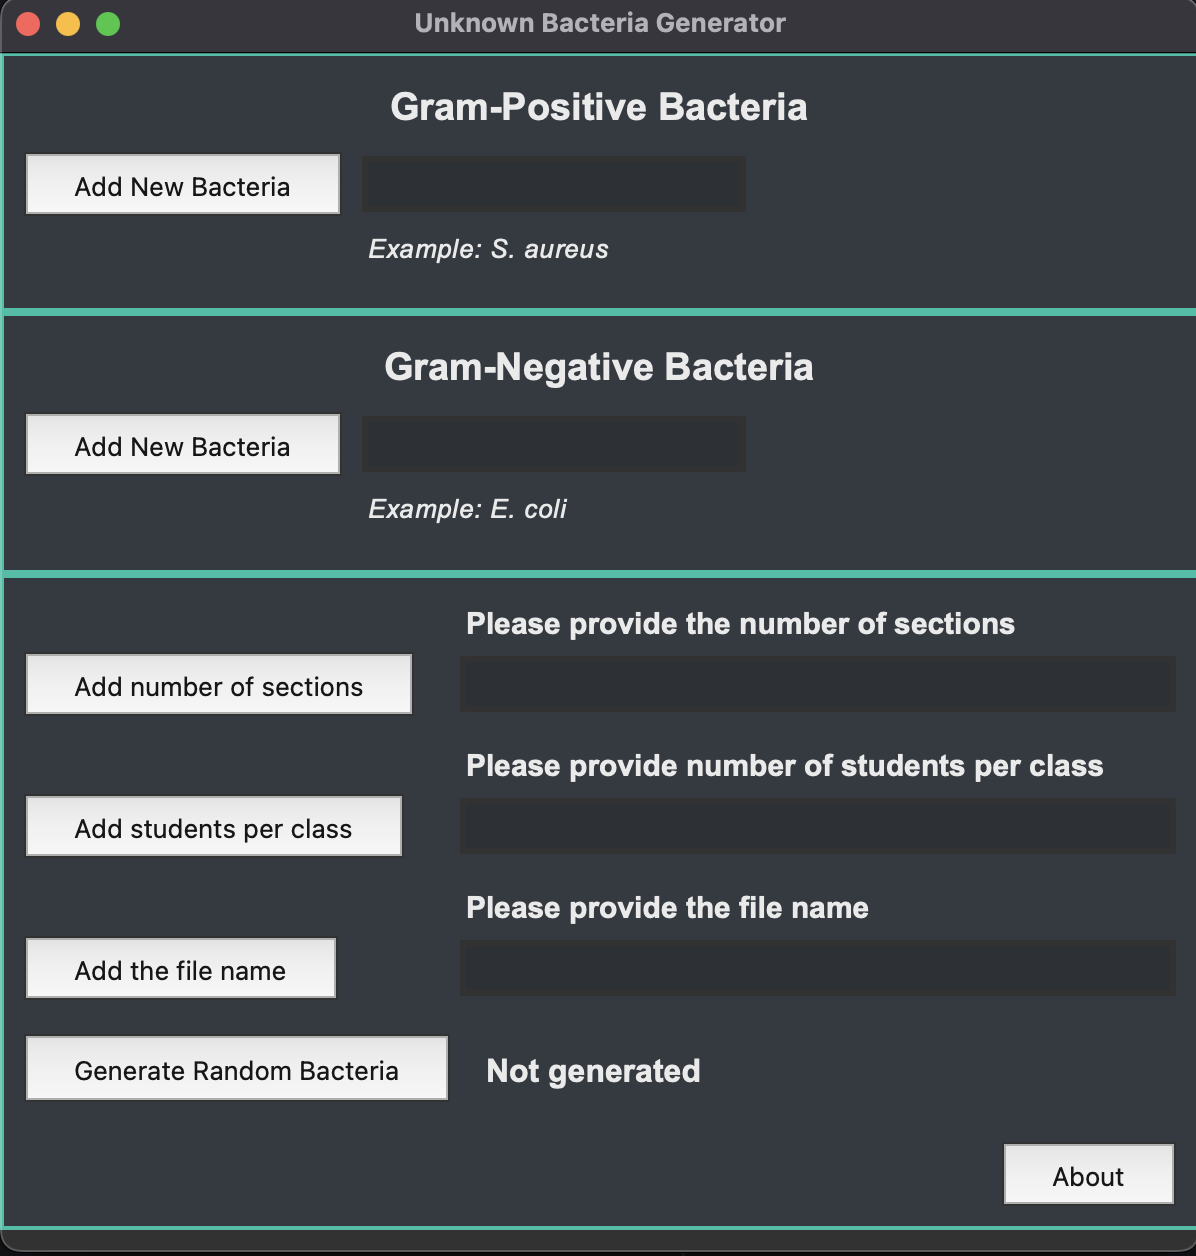 Unknown Bacteria Generator
Gram-Positive Bacteria
Add New Bacteria
Example: S. aureus
Gram-Negative Bacteria
Add New Bacteria
Example: E. coli
Please provide the number of sections
Add number of sections
Please provide number of students per class
Add students per class
Please provide the file name
Add the file name
Generate Random Bacteria Not generated
About